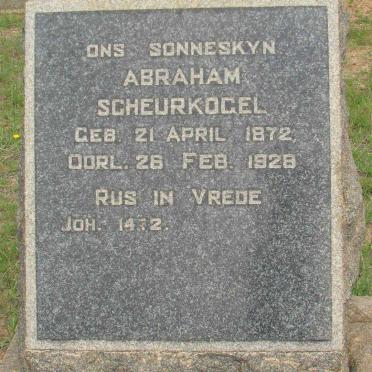 ONS SONNESKYN
ABRAHAM
SCHEURKOGEL
GEB. 21 APRIL 1872,
OORL. 26 FEB. 1928
RUS IN VREDE
JOH. 14:2.